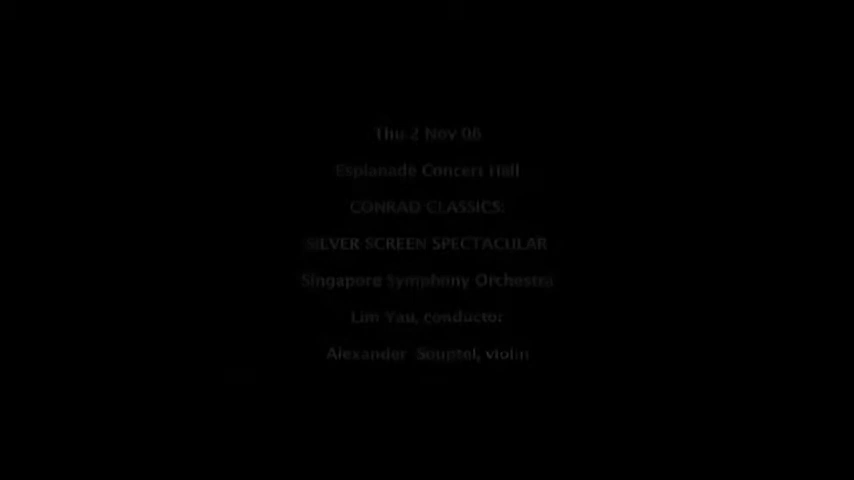 Thu 2 Nov 06
Esplanade Concert Hall
CONRAD CLASSICS:
SILVER SCREEN SPECTACULAR
Singapore Symphony Orchestra
Lim Yau, conductor
Alexander Souptel, violin